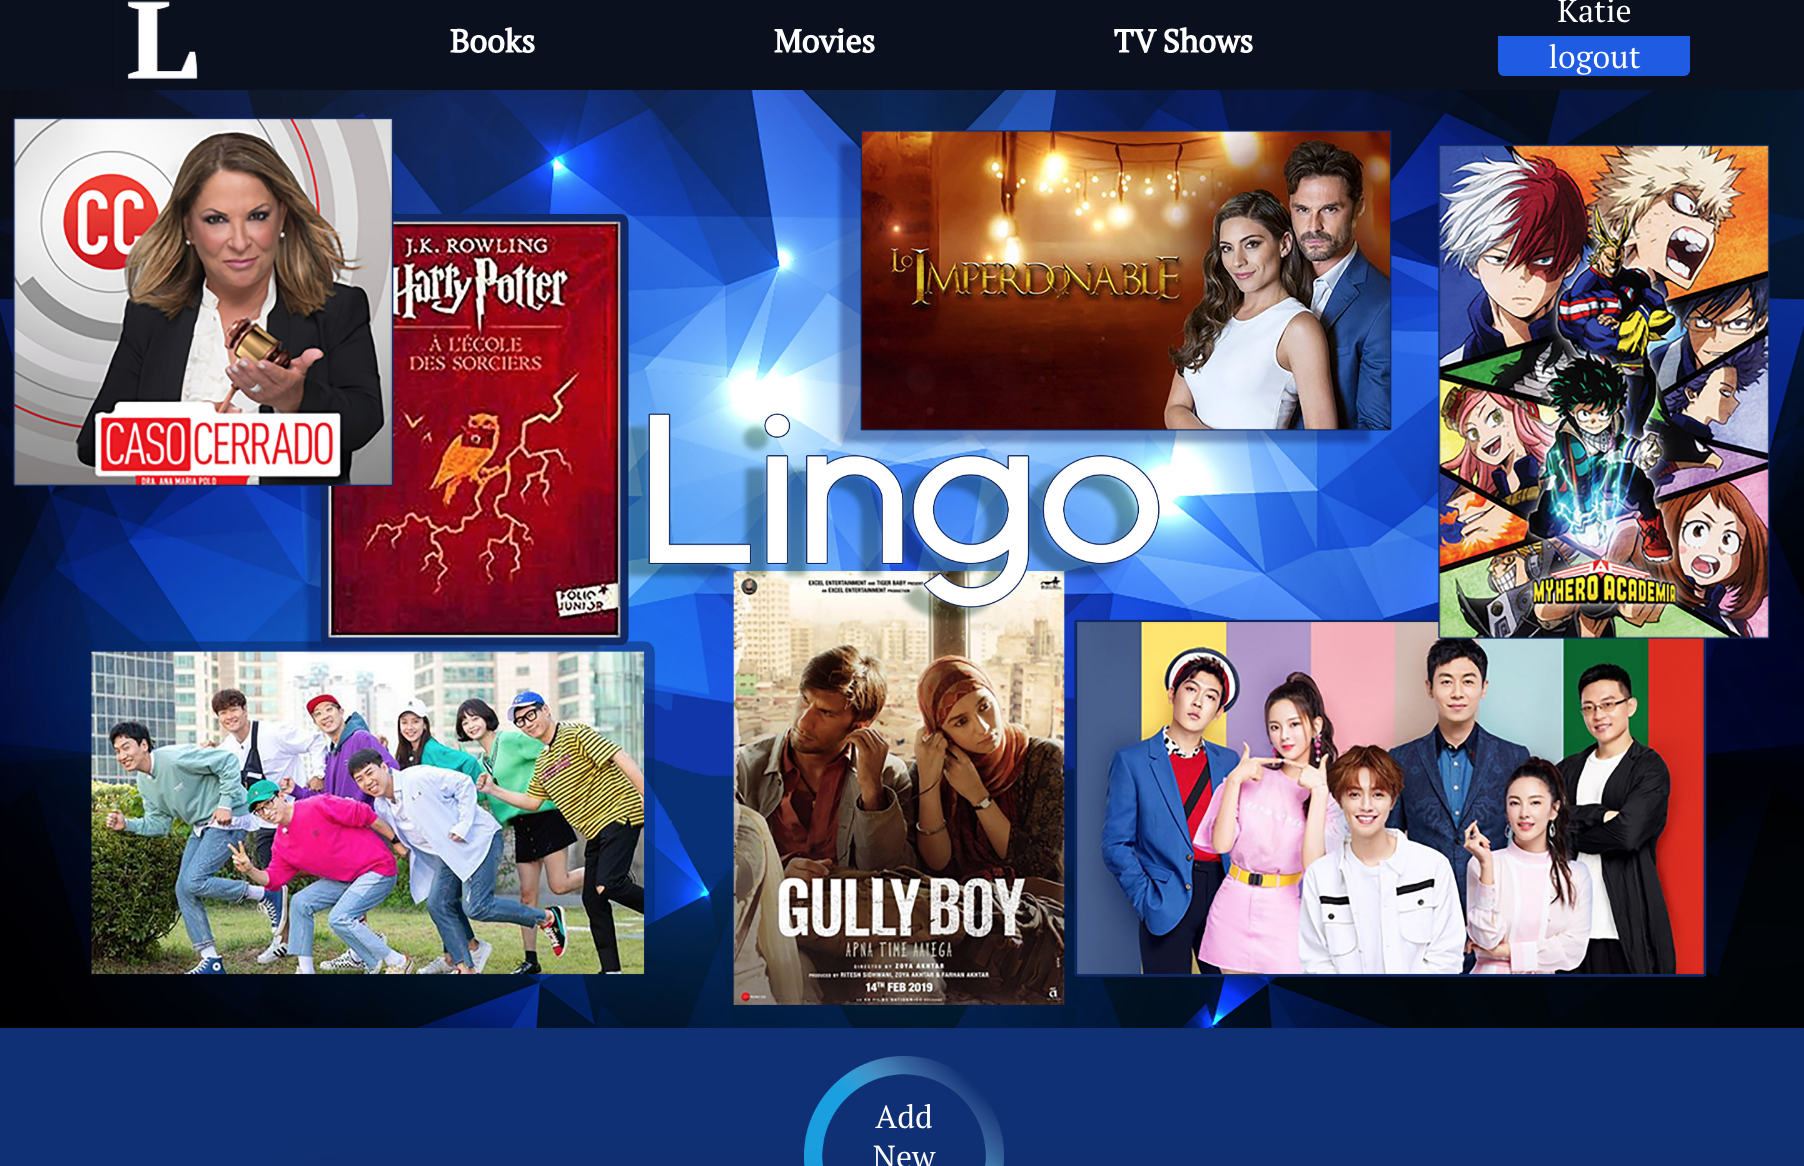 L
Books
Movies
TV Shows
Katie
logout
CC
CASO CERRADO
DRA. ANA MARIA POLO
J.K. ROWLING
Harry Potter
À L'ÉCOLE
DES SORCIERS
FOLIO
JUNIOR
LO IMPERDONABLE
MY HERO ACADEMIA
Lingo
EXCEL ENTERTAINMENT AND TIGER BABY PRESENT
AN EXCEL ENTERTAINMENT PRODUCTION
GULLY BOY
APNA TIME AAYEGA
DIRECTED BY ZOYA AKHTAR
PRODUCED BY RITESH SIDHWANI, ZOYA AKHTAR & FARHAN AKHTAR
14TH FEB 2019
Add
New